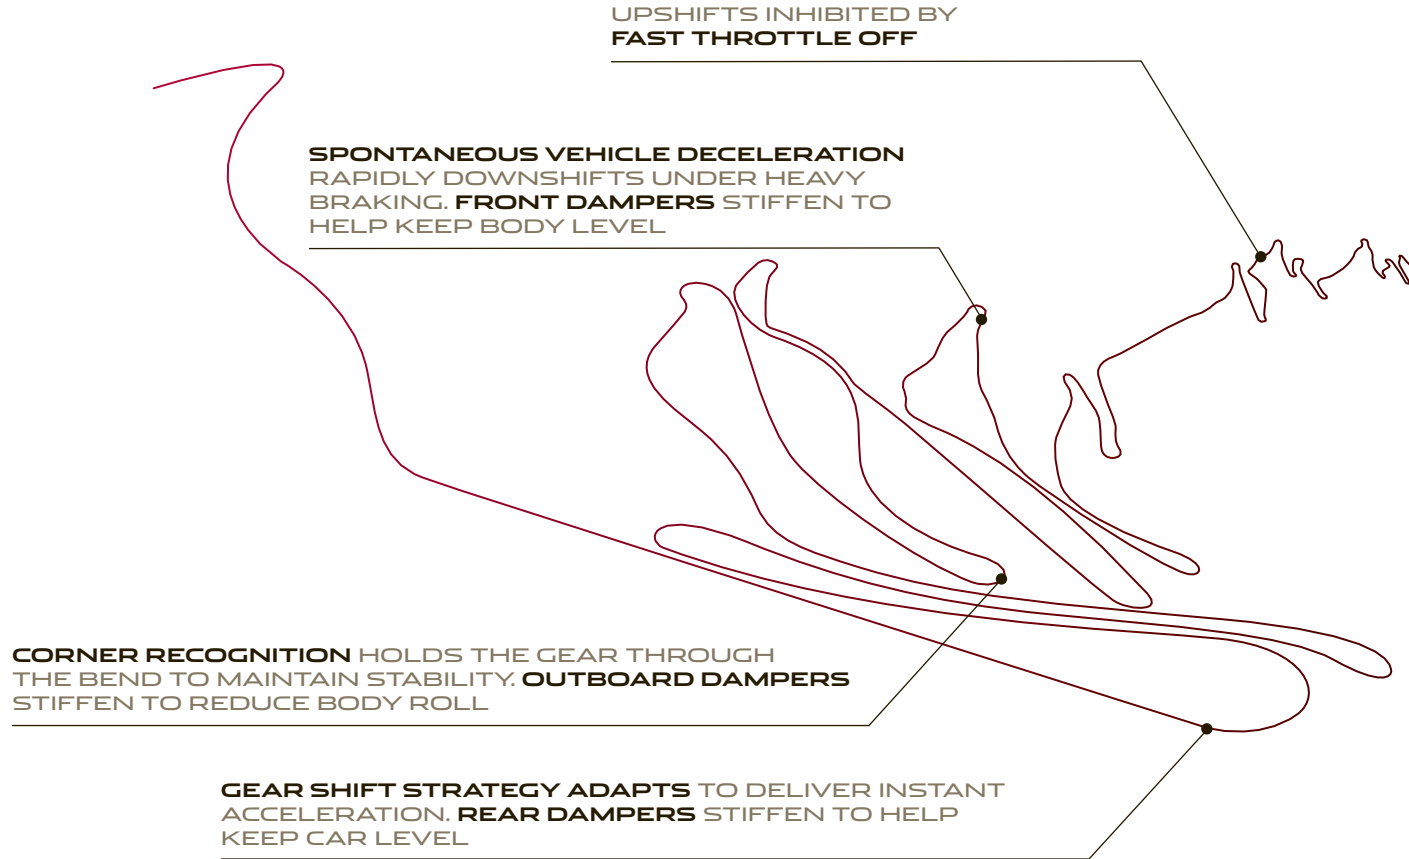 UPSHIFTS INHIBITED BY
FAST THROTTLE OFF
SPONTANEOUS VEHICLE DECELERATION
RAPIDLY DOWNSHIFTS UNDER HEAVY
BRAKING. FRONT DAMPERS STIFFEN TO
HELP KEEP BODY LEVEL
CORNER RECOGNITION HOLDS THE GEAR THROUGH
THE BEND TO MAINTAIN STABILITY. OUTBOARD DAMPERS
STIFFEN TO REDUCE BODY ROLL
GEAR SHIFT STRATEGY ADAPTS TO DELIVER INSTANT
ACCELERATION. REAR DAMPERS STIFFEN TO HELP
KEEP CAR LEVEL